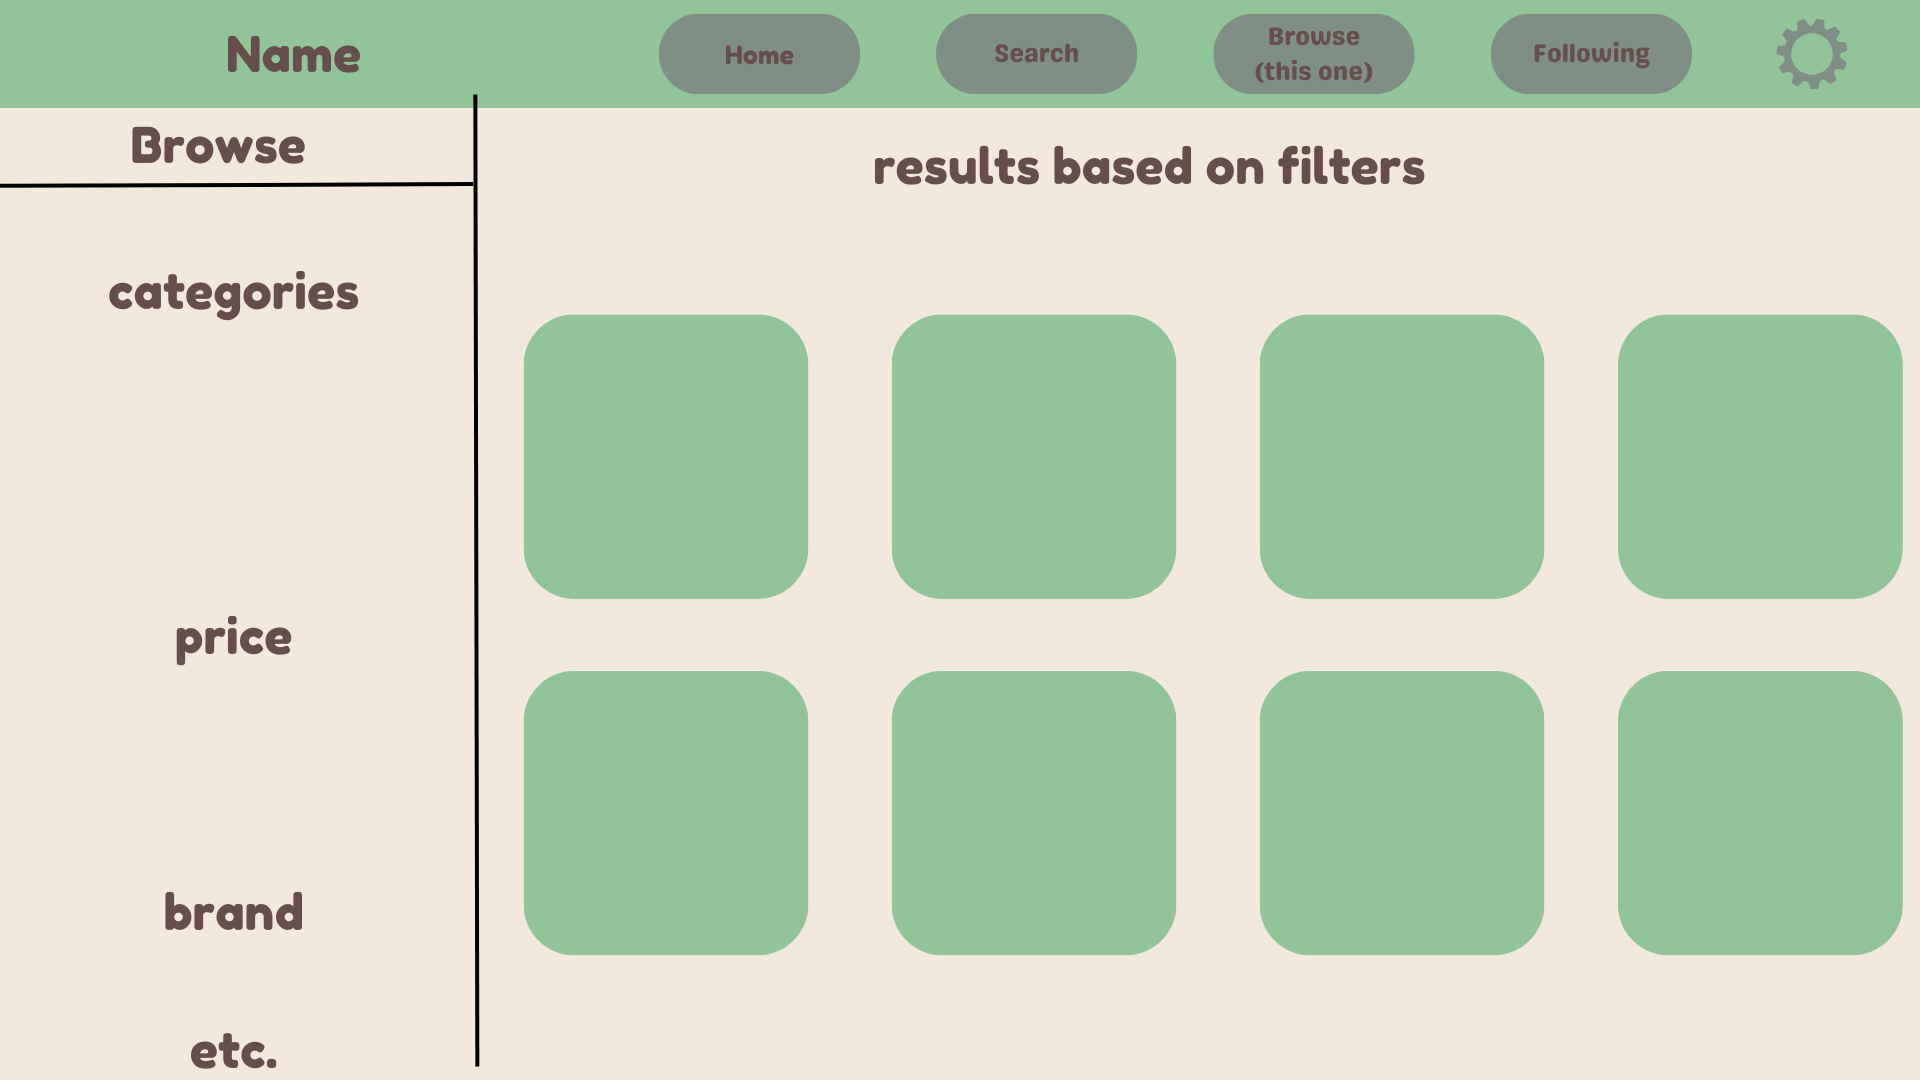 Name
Home
Search
Browse
(this one)
Following
Browse
results based on filters
categories
price
brand
etc.